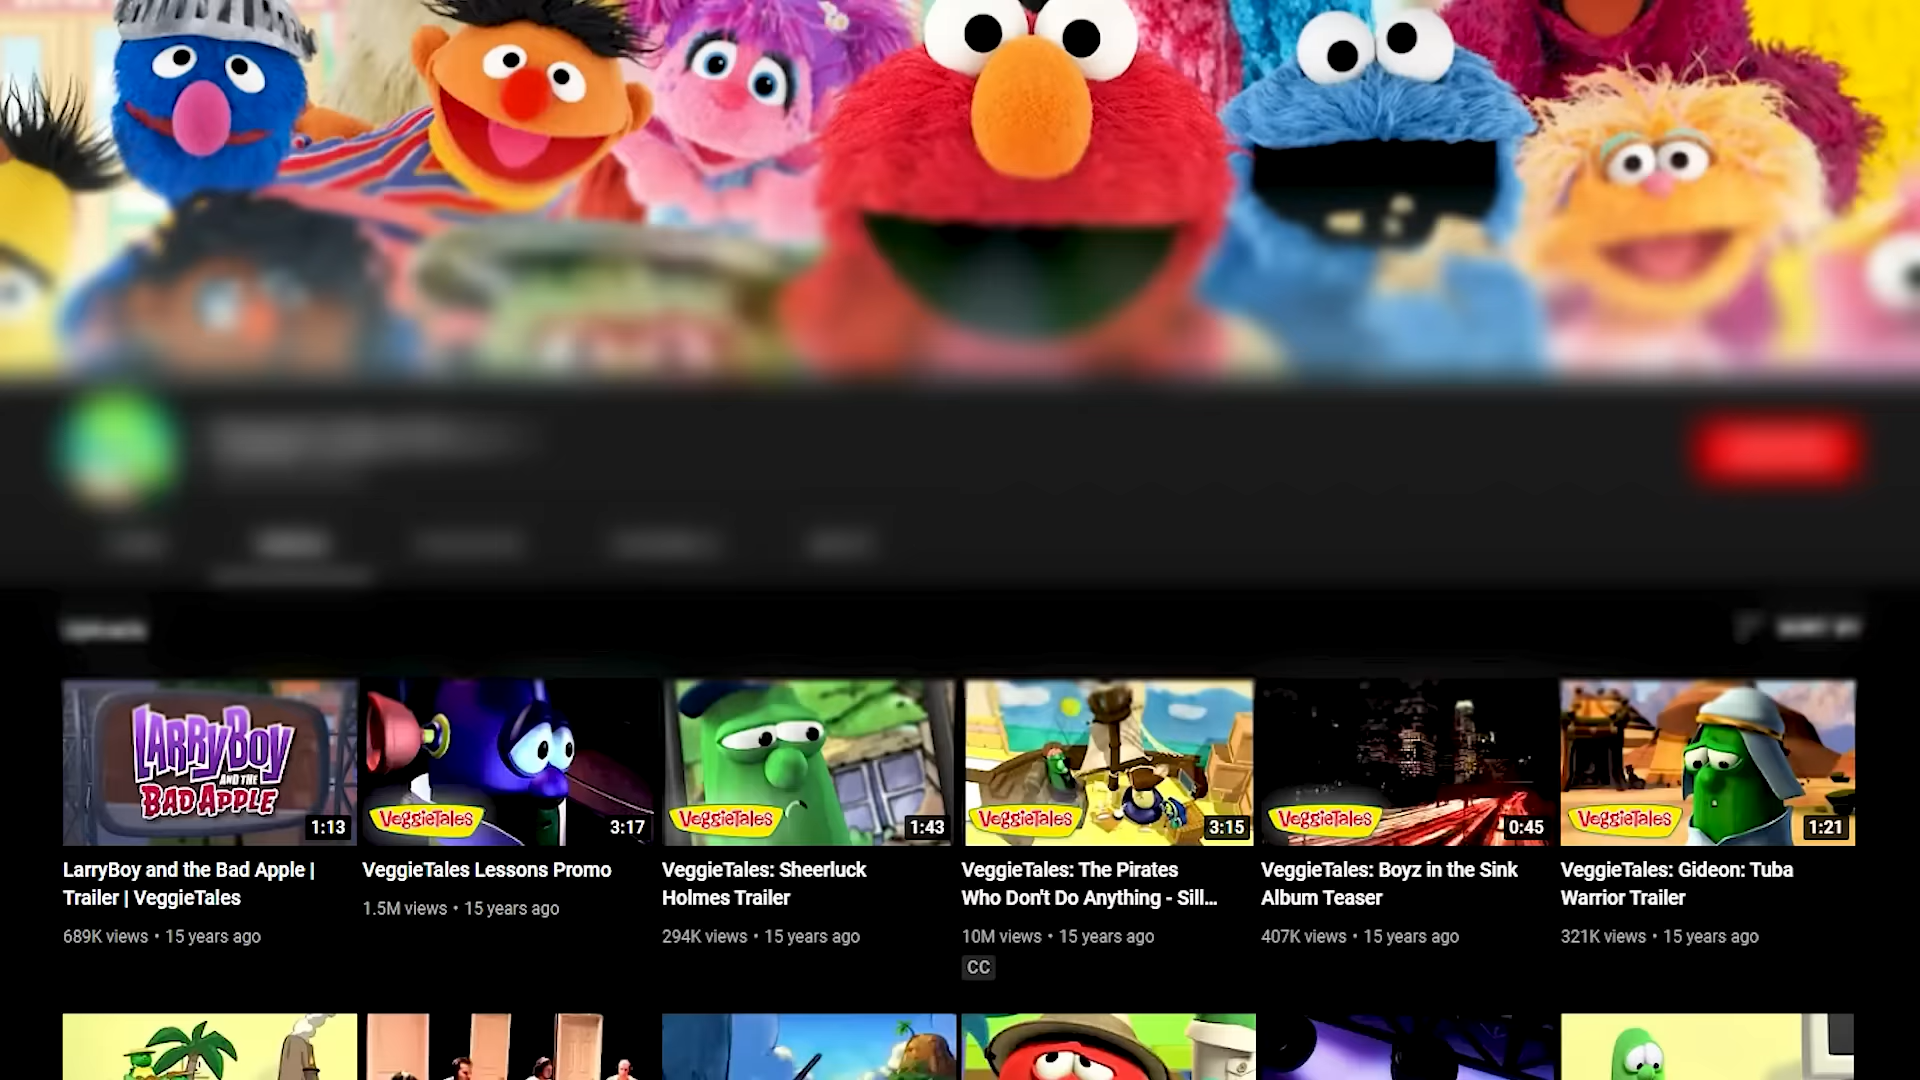 Uploads
SORT BY
LARRYBOY
AND THE
BAD APPLE
1:13
VeggieTales
3:17
VeggieTales
1:43
VeggieTales
3:15
VeggieTales
0:45
VeggieTales
1:21
LarryBoy and the Bad Apple |
Trailer | VeggieTales
689K views • 15 years ago
VeggieTales Lessons Promo
1.5M views • 15 years ago
VeggieTales: Sheerluck
Holmes Trailer
294K views • 15 years ago
VeggieTales: The Pirates
Who Don't Do Anything - Sill...
10M views • 15 years ago
CC
VeggieTales: Boyz in the Sink
Album Teaser
407K views • 15 years ago
VeggieTales: Gideon: Tuba
Warrior Trailer
321K views • 15 years ago